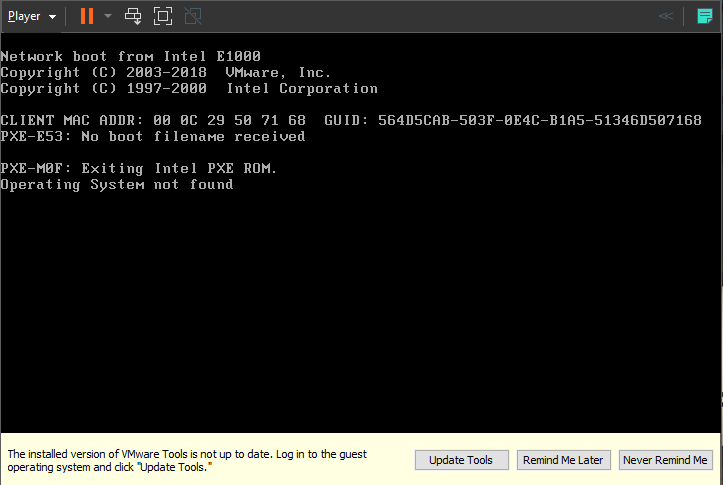 Player
Network boot from Intel E1000
Copyright (C) 2003-2018  VMware, Inc.
Copyright (C) 1997-2000  Intel Corporation
CLIENT MAC ADDR: 00 0C 29 50 71 68  GUID: 564D5CAB-503F-0E4C-B1A5-51346D507168
PXE-E53: No boot filename received
PXE-M0F: Exiting Intel PXE ROM.
Operating System not found
The installed version of VMware Tools is not up to date. Log in to the guest
operating system and click "Update Tools."
Update Tools
Remind Me Later
Never Remind Me